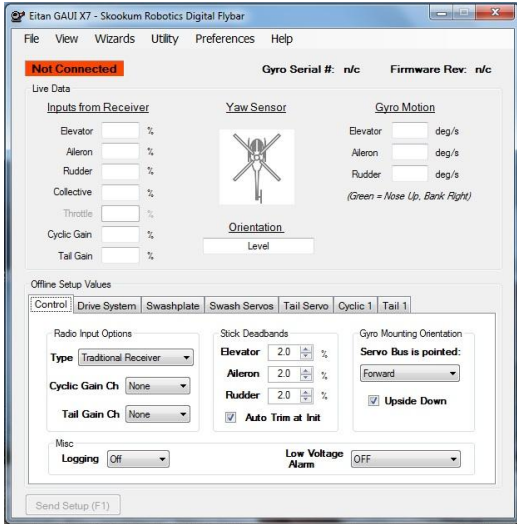 Eitan GAUI X7 - Skookum Robotics Digital Flybar
File View Wizards Utility Preferences Help
Not Connected Gyro Serial #: n/c Firmware Rev: n/c
Live Data
Inputs from Receiver Yaw Sensor Gyro Motion
Elevator % Elevator deg/s
Aileron % Aileron deg/s
Rudder % Rudder deg/s
Collective % (Green = Nose Up, Bank Right)
Throttle %
Cyclic Gain % Orientation
Tail Gain % Level
Offline Setup Values
Control Drive System Swashplate Swash Servos Tail Servo Cyclic 1 Tail 1
Radio Input Options Stick Deadbands Gyro Mounting Orientation
Type Traditional Receiver Elevator 2.0 % Servo Bus is pointed:
Cyclic Gain Ch None Aileron 2.0 % Forward
Tail Gain Ch None Rudder 2.0 % Upside Down
Auto Trim at Init
Misc
Logging Off Low Voltage Alarm OFF
Send Setup (F1)